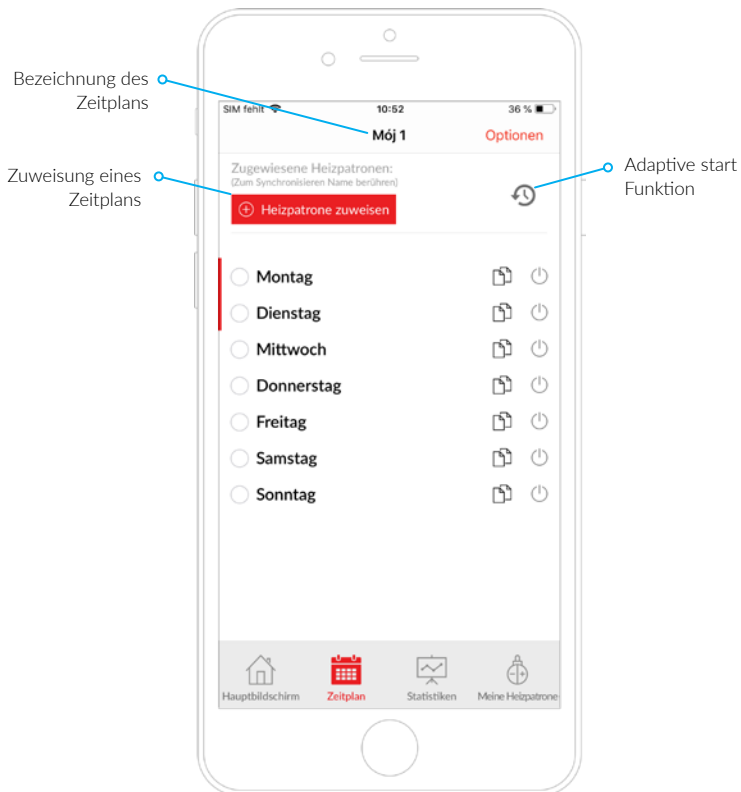 Bezeichnung des
Zeitplans
SIM fehlt 10:52 36 %
Mój 1 Optionen
Zugewiesene Heizpatronen:
(Zum Synchronisieren Name berühren)
Zuweisung eines
Zeitplans
Heizpatrone zuweisen
Adaptive start
Funktion
Montag
Dienstag
Mittwoch
Donnerstag
Freitag
Samstag
Sonntag
Hauptbildschirm Zeitplan Statistiken Meine Heizpatrone